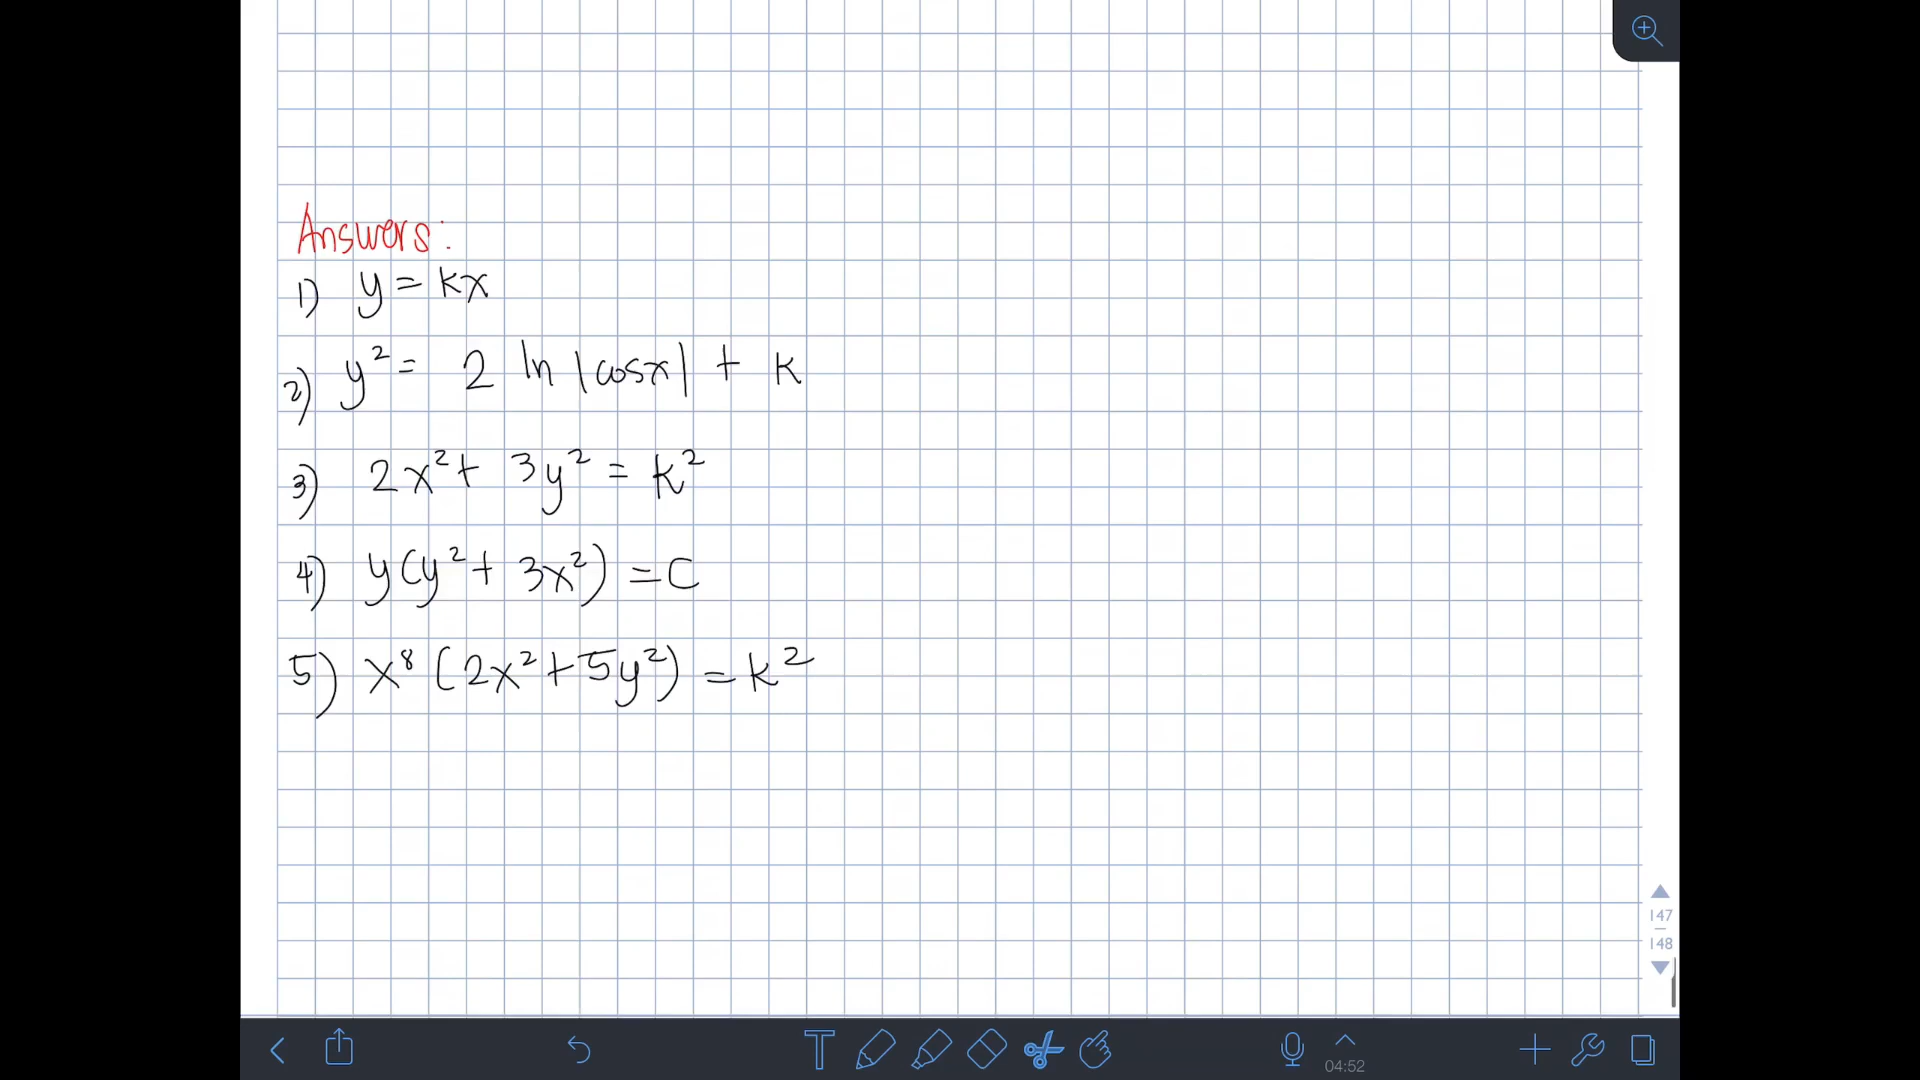 Answers:
1) y = kx
2) y² = 2 ln |cosx| + k
3) 2x² + 3y² = k²
4) y(y² + 3x²) = C
5) x⁸ (2x² + 5y²) = k²
147
148
T
04:52